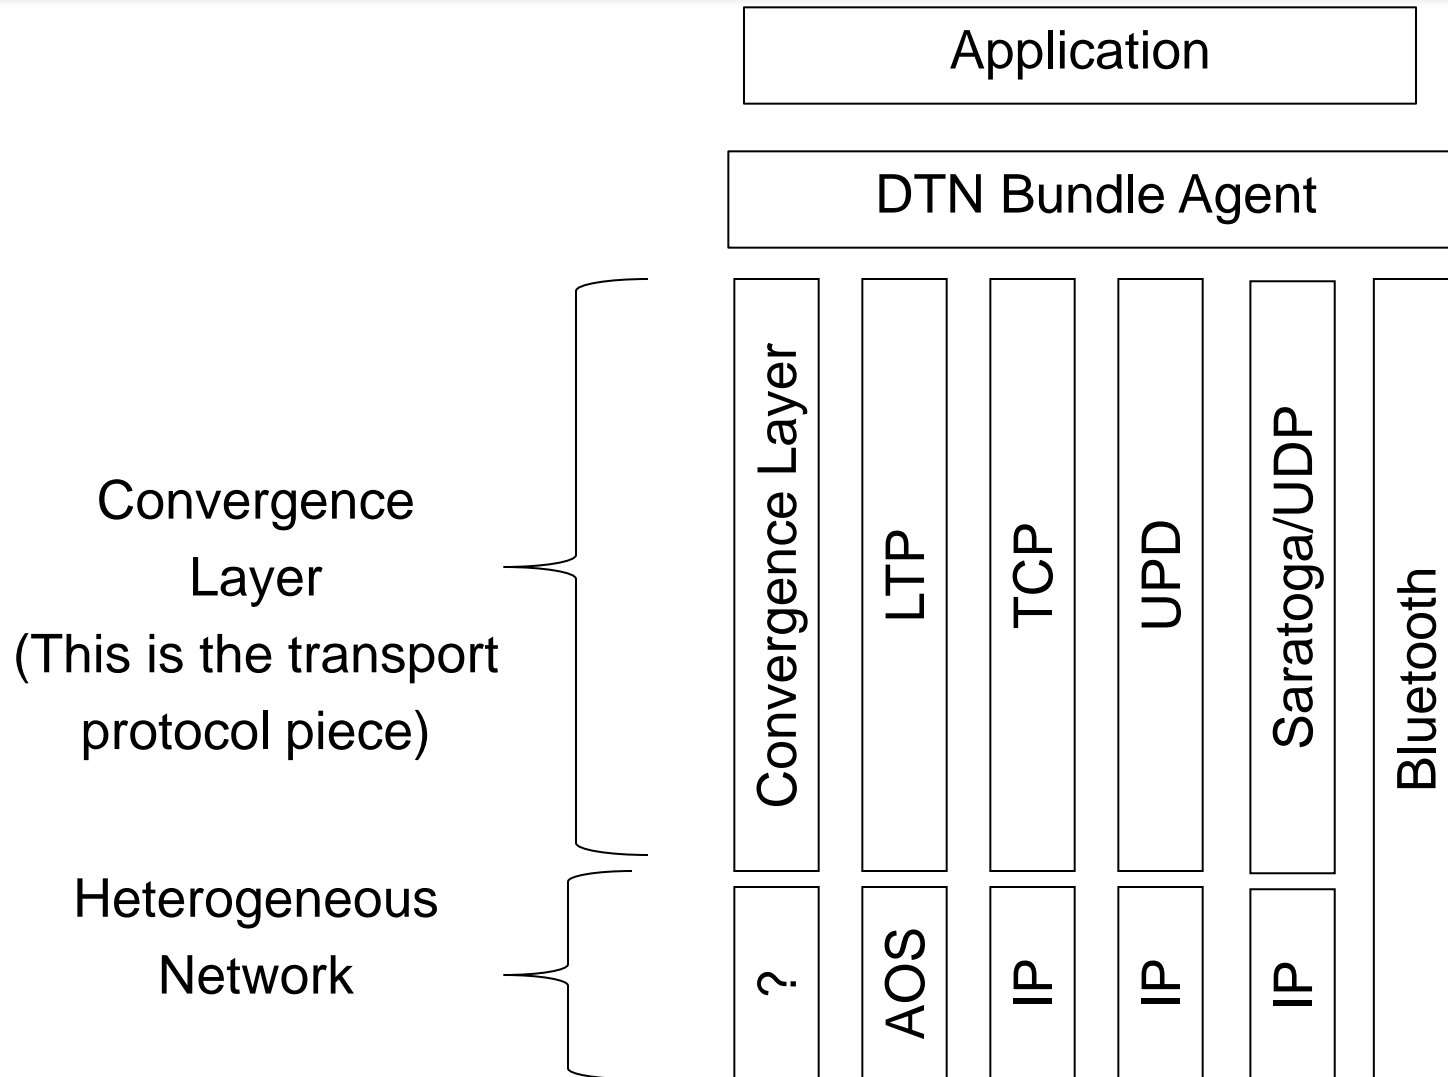 Application
DTN Bundle Agent
Convergence
Layer
(This is the transport
protocol piece)
Convergence Layer
LTP
TCP
UPD
Saratoga/UDP
Bluetooth
Heterogeneous
Network
?
AOS
IP
IP
IP